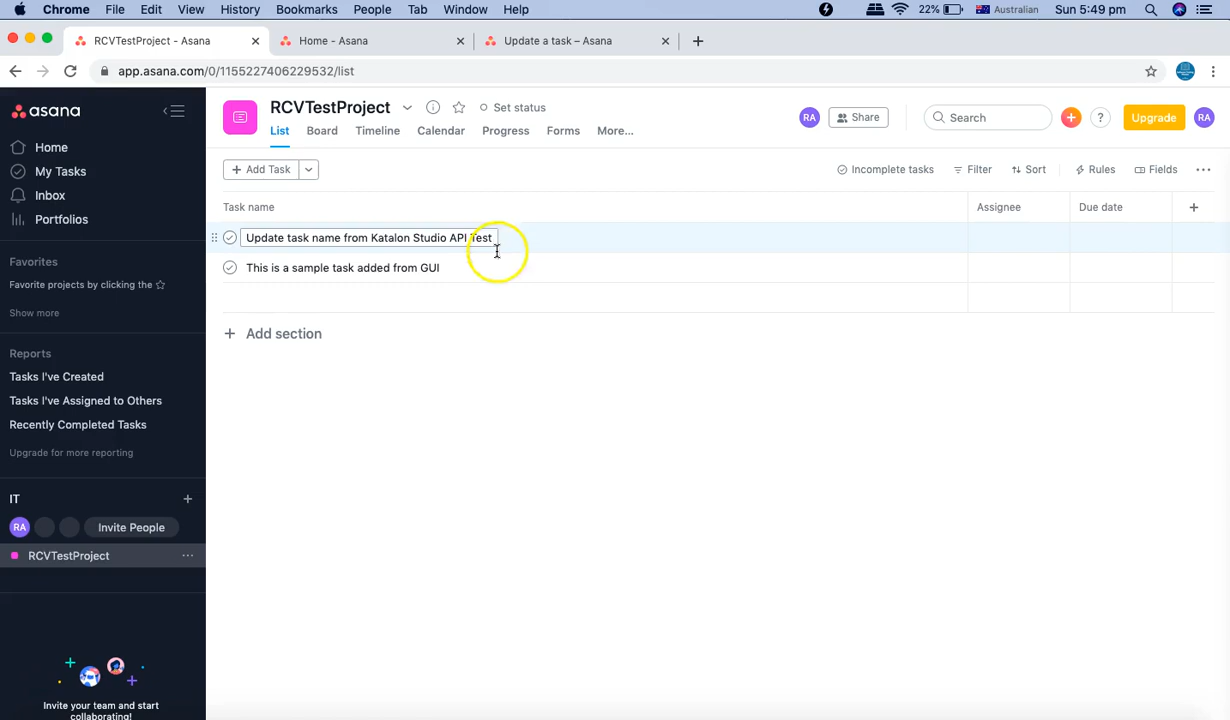 Chrome File Edit View History Bookmarks People Tab Window Help 22% Australian Sun 5:49 pm
RCVTestProject - Asana Home - Asana Update a task – Asana
app.asana.com/0/1155227406229532/list
asana
Home
My Tasks
Inbox
Portfolios
Favorites
Favorite projects by clicking the
Show more
Reports
Tasks I've Created
Tasks I've Assigned to Others
Recently Completed Tasks
Upgrade for more reporting
IT
RA Invite People
RCVTestProject
Invite your team and start
collaborating!
RCVTestProject Set status
List Board Timeline Calendar Progress Forms More...
RA Share Search ? Upgrade RA
Add Task Incomplete tasks Filter Sort Rules Fields
Task name Assignee Due date
Update task name from Katalon Studio API Test
This is a sample task added from GUI
Add section